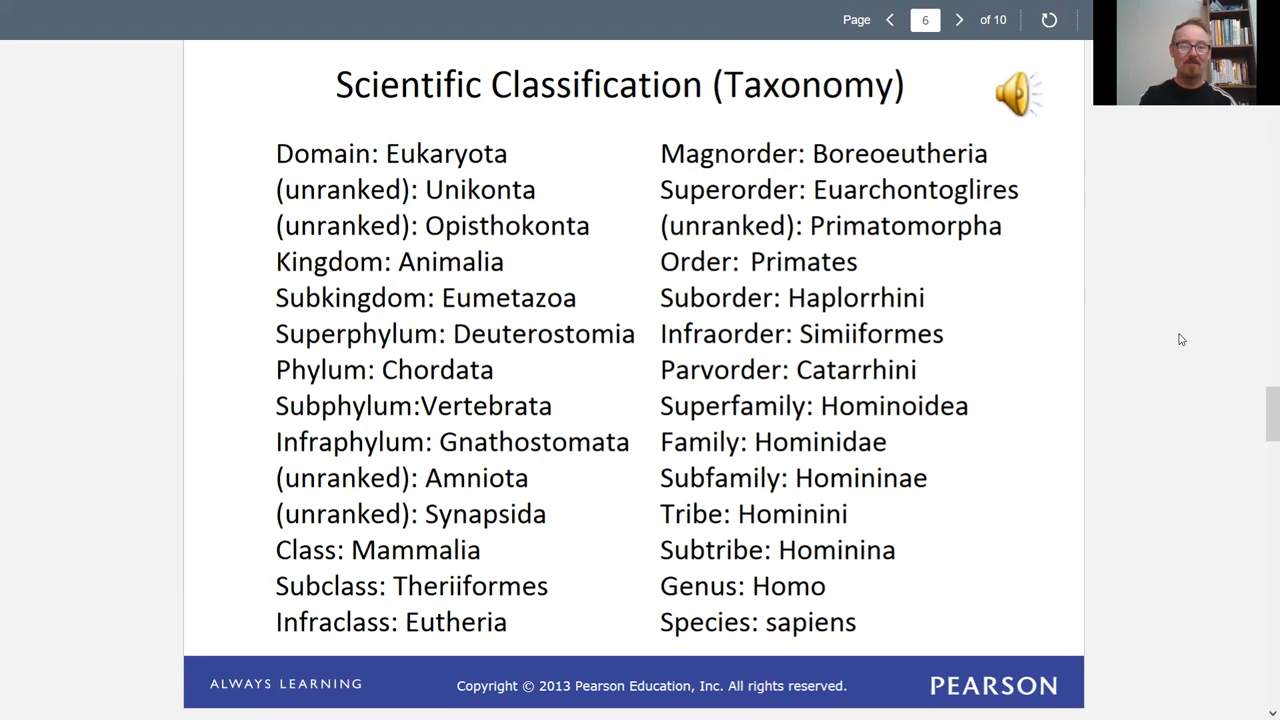 Page 6 of 10
Scientific Classification (Taxonomy)
Domain: Eukaryota
(unranked): Unikonta
(unranked): Opisthokonta
Kingdom: Animalia
Subkingdom: Eumetazoa
Superphylum: Deuterostomia
Phylum: Chordata
Subphylum:Vertebrata
Infraphylum: Gnathostomata
(unranked): Amniota
(unranked): Synapsida
Class: Mammalia
Subclass: Theriiformes
Infraclass: Eutheria
Magnorder: Boreoeutheria
Superorder: Euarchontoglires
(unranked): Primatomorpha
Order: Primates
Suborder: Haplorrhini
Infraorder: Simiiformes
Parvorder: Catarrhini
Superfamily: Hominoidea
Family: Hominidae
Subfamily: Homininae
Tribe: Hominini
Subtribe: Hominina
Genus: Homo
Species: sapiens
ALWAYS LEARNING
Copyright © 2013 Pearson Education, Inc. All rights reserved.
PEARSON